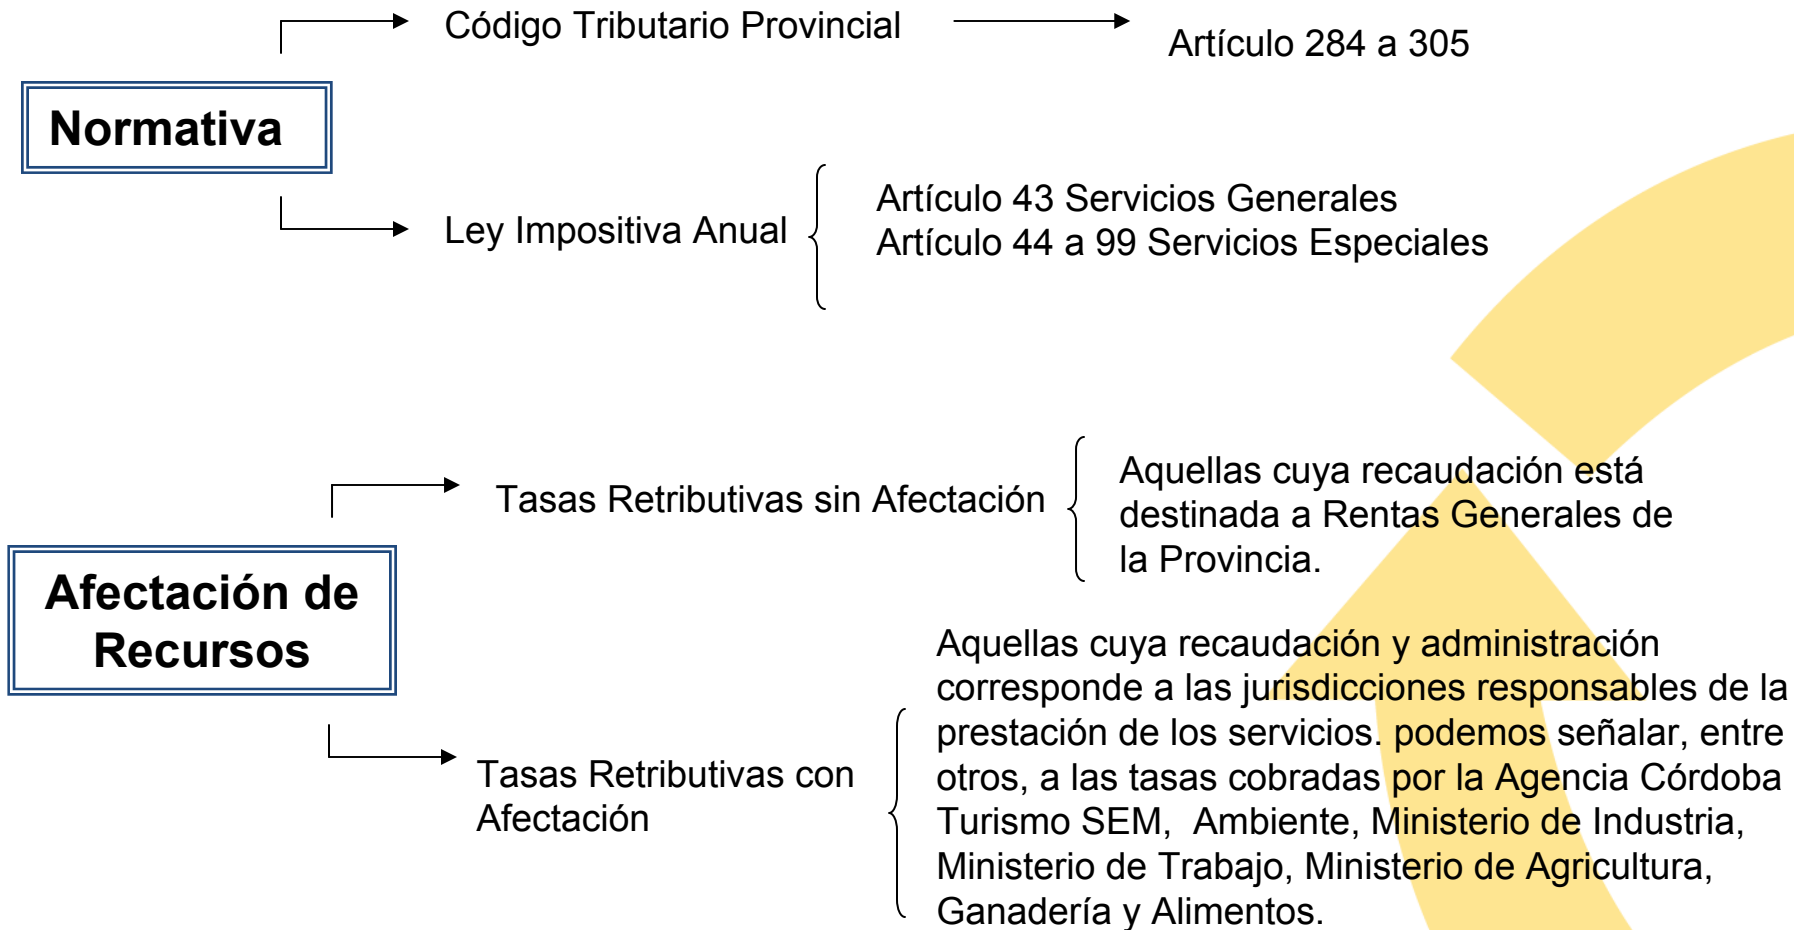 Código Tributario Provincial
Artículo 284 a 305
Normativa
Ley Impositiva Anual
Artículo 43 Servicios Generales
Artículo 44 a 99 Servicios Especiales
Tasas Retributivas sin Afectación
Aquellas cuya recaudación está
destinada a Rentas Generales de
la Provincia.
Afectación de
Recursos
Tasas Retributivas con
Afectación
Aquellas cuya recaudación y administración
corresponde a las jurisdicciones responsables de la
prestación de los servicios. podemos señalar, entre
otros, a las tasas cobradas por la Agencia Córdoba
Turismo SEM, Ambiente, Ministerio de Industria,
Ministerio de Trabajo, Ministerio de Agricultura,
Ganadería y Alimentos.